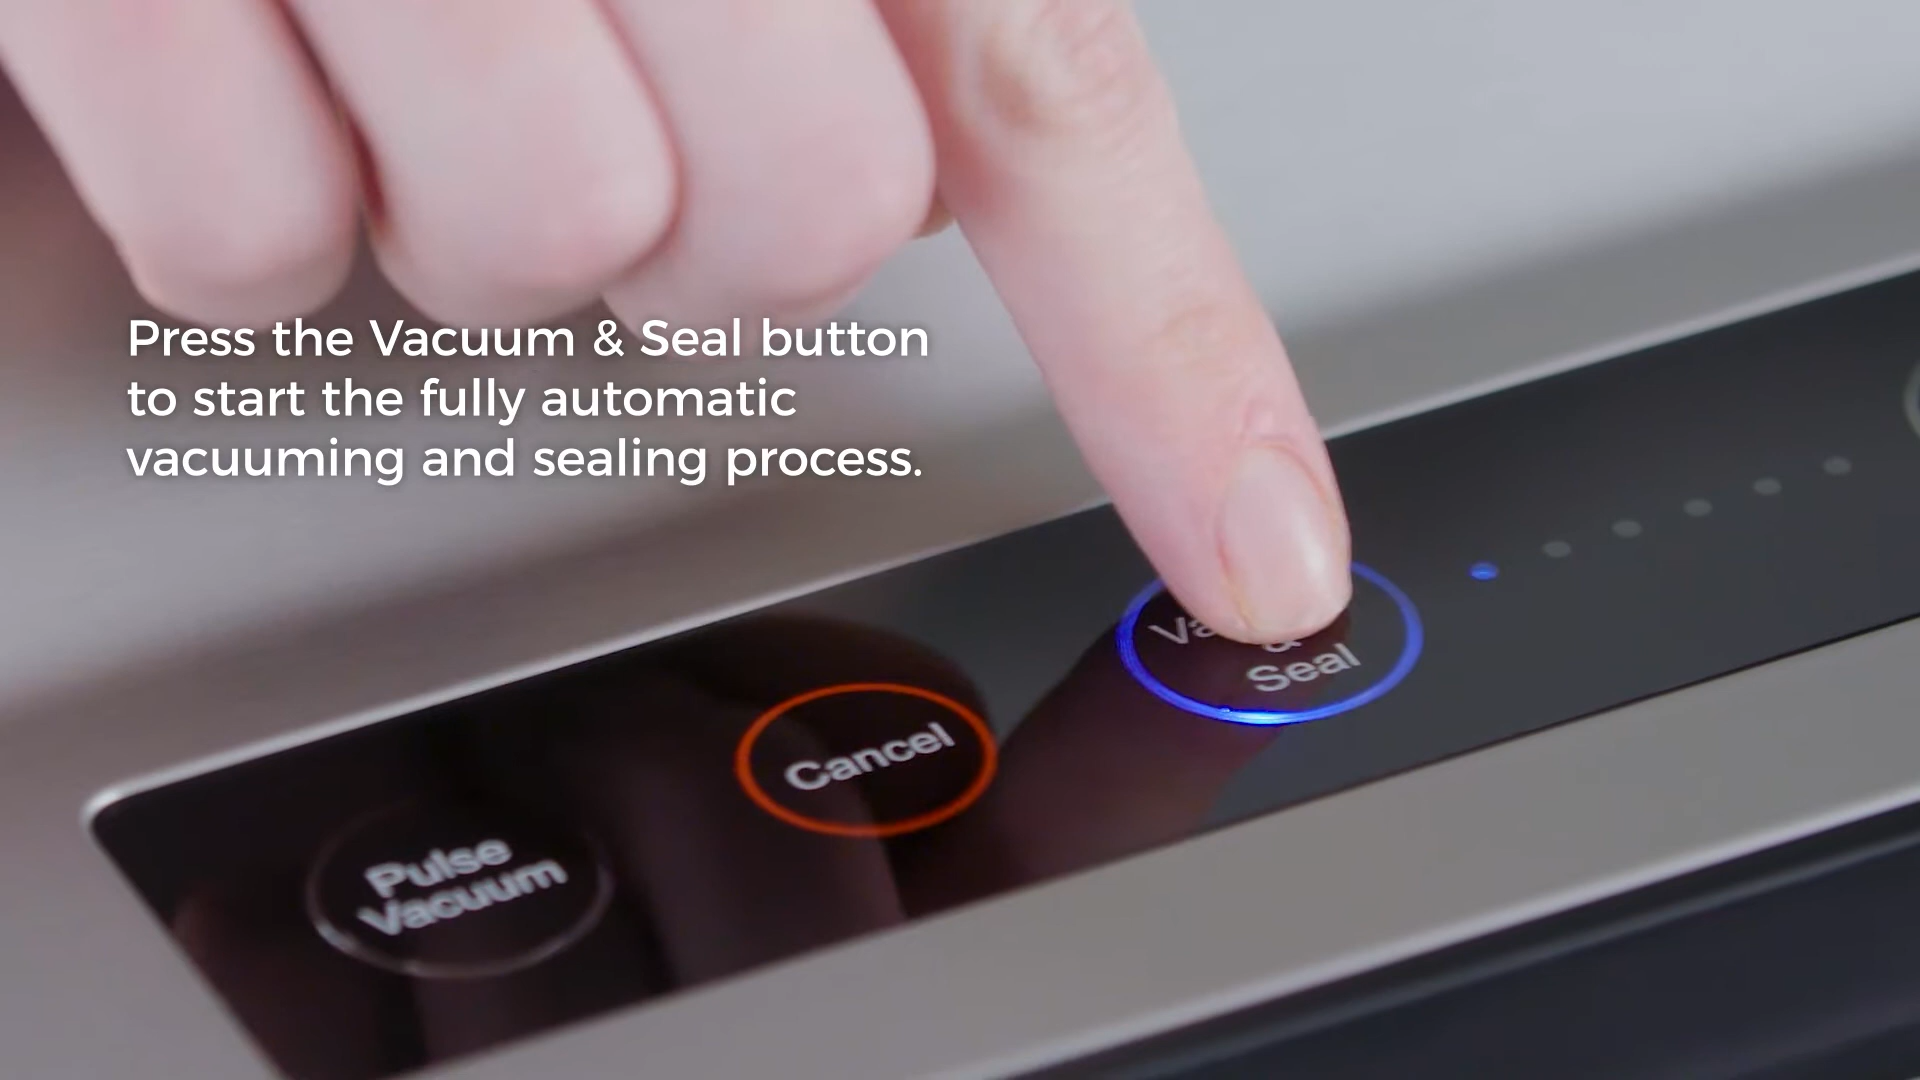 Press the Vacuum & Seal button
to start the fully automatic
vacuuming and sealing process.
&
Seal
Cancel
Pulse
Vacuum